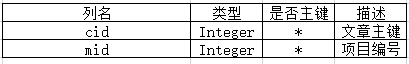 列名 类型 是否主键 描述
cid Integer * 文章主键
mid Integer * 项目编号